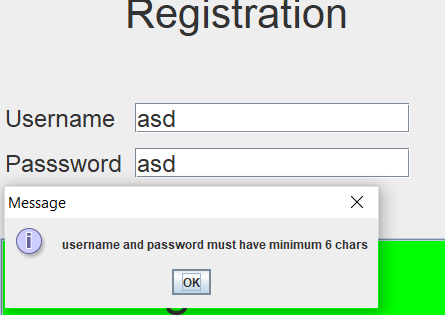 Registration
Username asd
Passsword asd
Message
username and password must have minimum 6 chars
OK